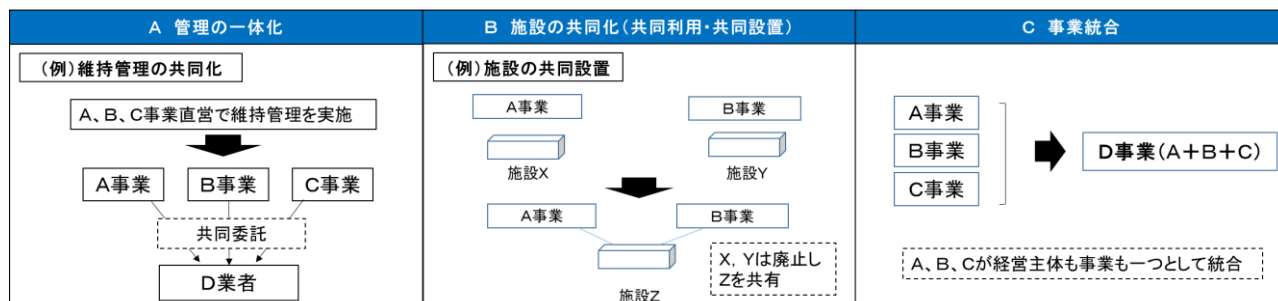 A 管理の一体化
(例)維持管理の共同化
A、B、C事業直営で維持管理を実施
A事業
B事業
C事業
共同委託
D業者
B 施設の共同化(共同利用・共同設置)
(例)施設の共同設置
A事業
B事業
施設X
施設Y
A事業
B事業
施設Z
X, Yは廃止し
Zを共有
C 事業統合
A事業
B事業
C事業
D事業(A+B+C)
A、B、Cが経営主体も事業も一つとして統合